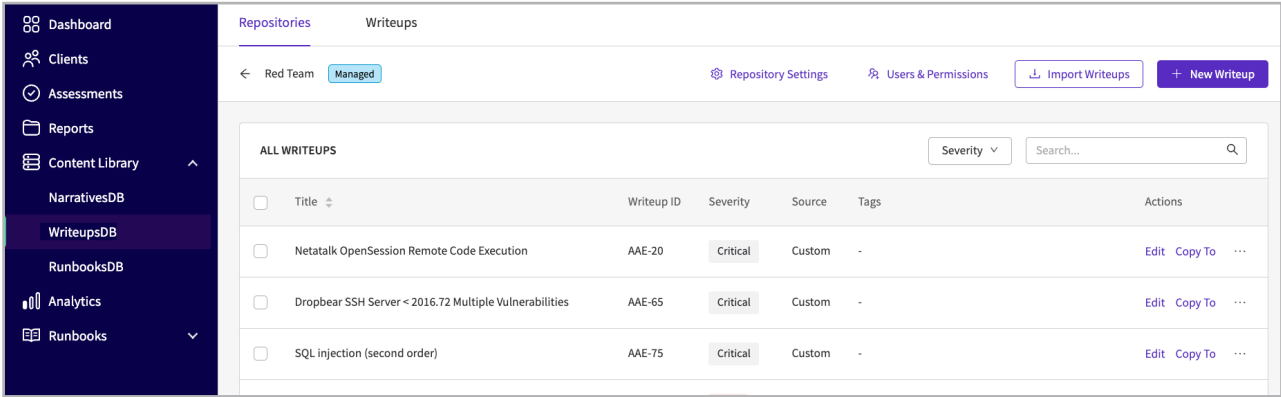 Dashboard
Clients
Assessments
Reports
Content Library
NarrativesDB
WriteupsDB
RunbooksDB
Analytics
Runbooks
Repositories Writeups
Red Team Managed Repository Settings Users & Permissions Import Writeups + New Writeup
ALL WRITEUPS Severity Search...
Title Writeup ID Severity Source Tags Actions
Netatalk OpenSession Remote Code Execution AAE-20 Critical Custom - Edit Copy To ...
Dropbear SSH Server < 2016.72 Multiple Vulnerabilities AAE-65 Critical Custom - Edit Copy To ...
SQL injection (second order) AAE-75 Critical Custom - Edit Copy To ...